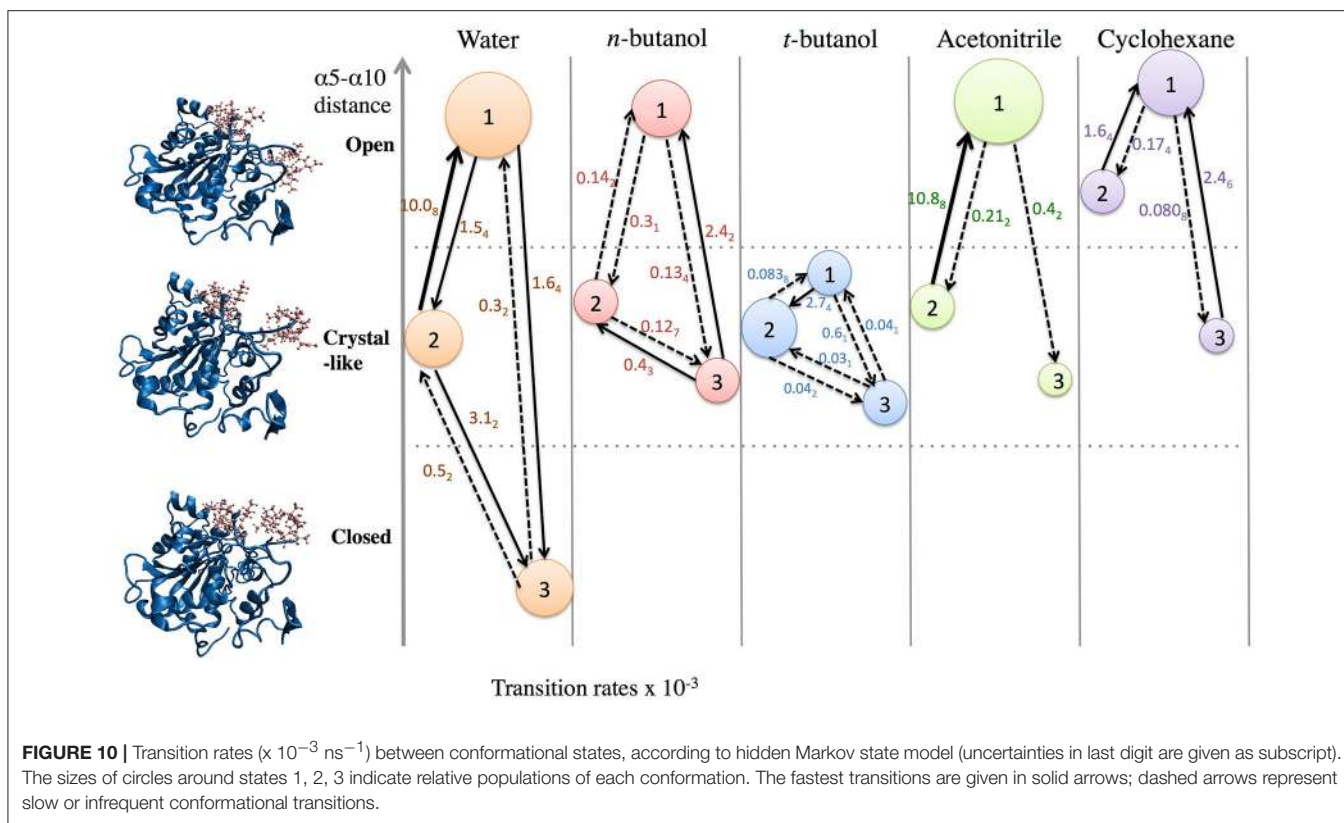 Water
n-butanol
t-butanol
Acetonitrile
Cyclohexane
α5-α10
distance
Open
Crystal
-like
Closed
1
10.0₈
1.5₄
1.6₄
0.3₂
2
3.1₂
0.5₂
3
1
0.14₂
0.3₁
2.4₂
0.13₄
2
0.12₇
0.4₃
3
1
0.083₈
2.7₄
2
0.6₁
0.04₁
0.03₁
0.04₂
3
1
10.8₈
0.21₂
0.4₂
2
3
1
1.6₄
0.17₄
2.4₆
2
0.080₈
3
Transition rates x 10⁻³
FIGURE 10 | Transition rates (x 10⁻³ ns⁻¹) between conformational states, according to hidden Markov state model (uncertainties in last digit are given as subscript).
The sizes of circles around states 1, 2, 3 indicate relative populations of each conformation. The fastest transitions are given in solid arrows; dashed arrows represent
slow or infrequent conformational transitions.